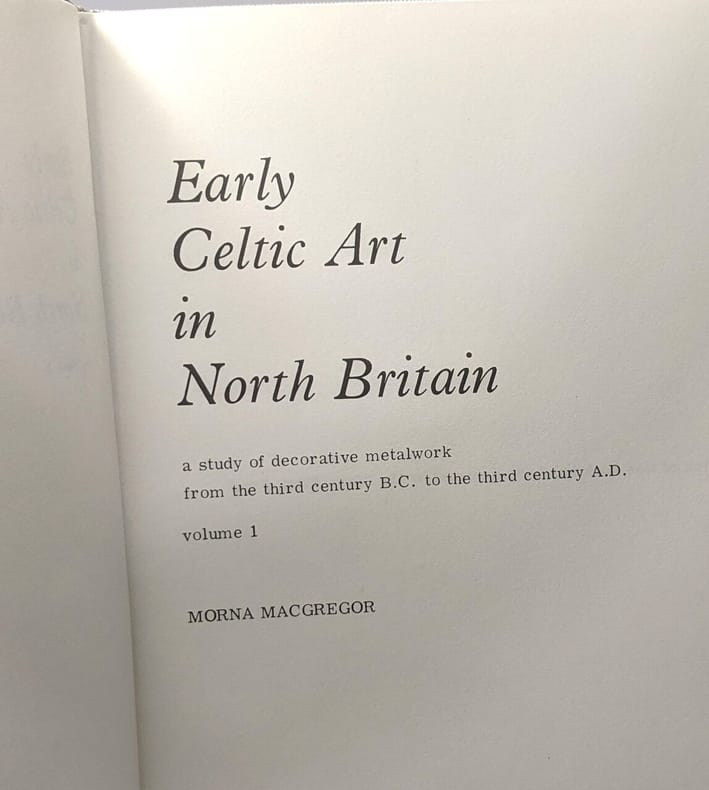 Early
Celtic Art
in
North Britain
a study of decorative metalwork
from the third century B.C. to the third century A.D.
volume 1
MORNA MACGREGOR